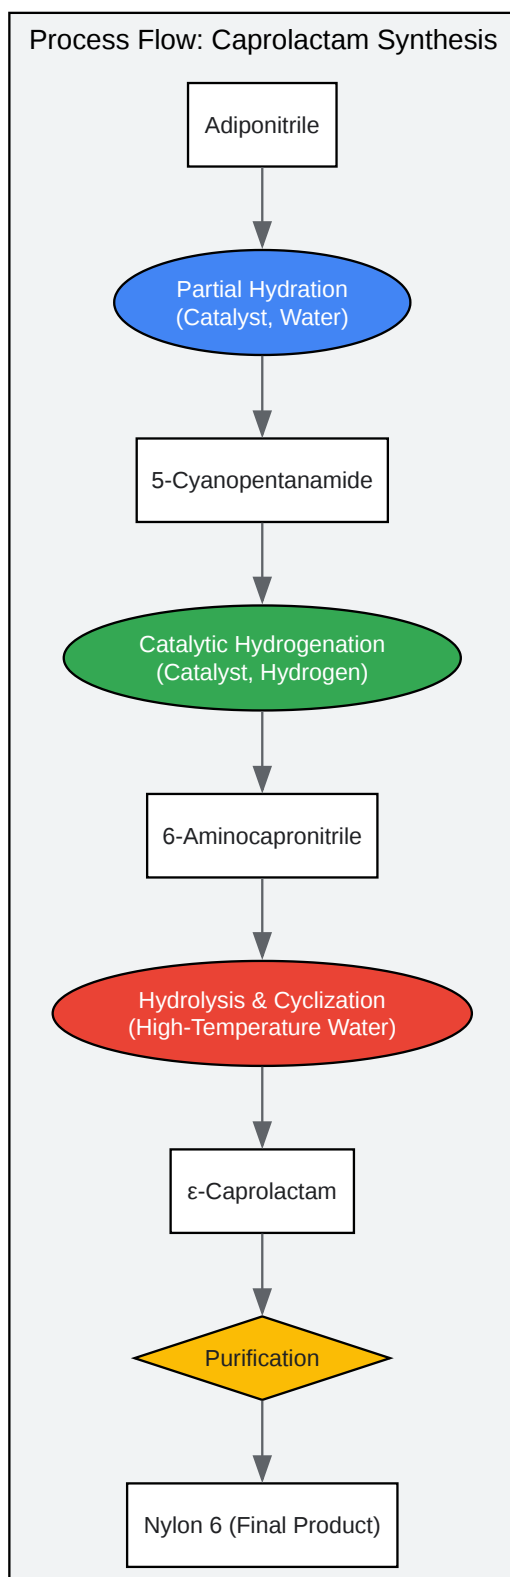 Process Flow: Caprolactam Synthesis
Adiponitrile
Partial Hydration
(Catalyst, Water)
5-Cyanopentanamide
Catalytic Hydrogenation
(Catalyst, Hydrogen)
6-Aminocapronitrile
Hydrolysis & Cyclization
(High-Temperature Water)
ε-Caprolactam
Purification
Nylon 6 (Final Product)